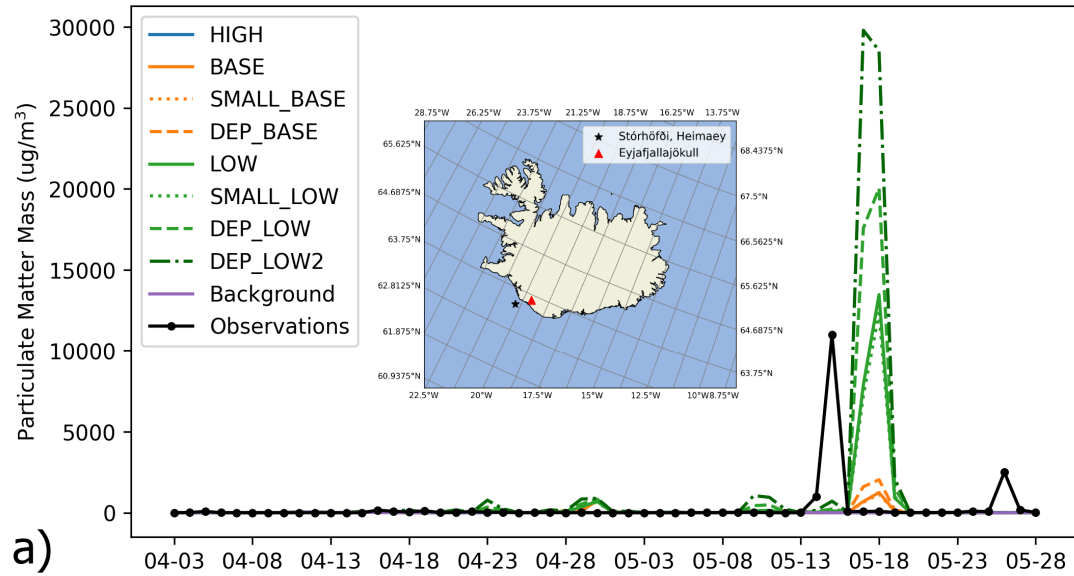 Particulate Matter Mass (ug/m³)
30000
25000
20000
15000
10000
5000
0
HIGH
BASE
SMALL_BASE
DEP_BASE
LOW
SMALL_LOW
DEP_LOW
DEP_LOW2
Background
Observations
28.75°W 26.25°W 23.75°W 21.25°W 18.75°W 16.25°W 13.75°W
Stórhöfði, Heimaey
Eyjafjallajökull
65.625°N
64.6875°N
63.75°N
62.8125°N
61.875°N
60.9375°N
68.4375°N
67.5°N
66.5625°N
65.625°N
64.6875°N
63.75°N
22.5°W 20°W 17.5°W 15°W 12.5°W 10°W8.75°W
a)
04-03 04-08 04-13 04-18 04-23 04-28 05-03 05-08 05-13 05-18 05-23 05-28